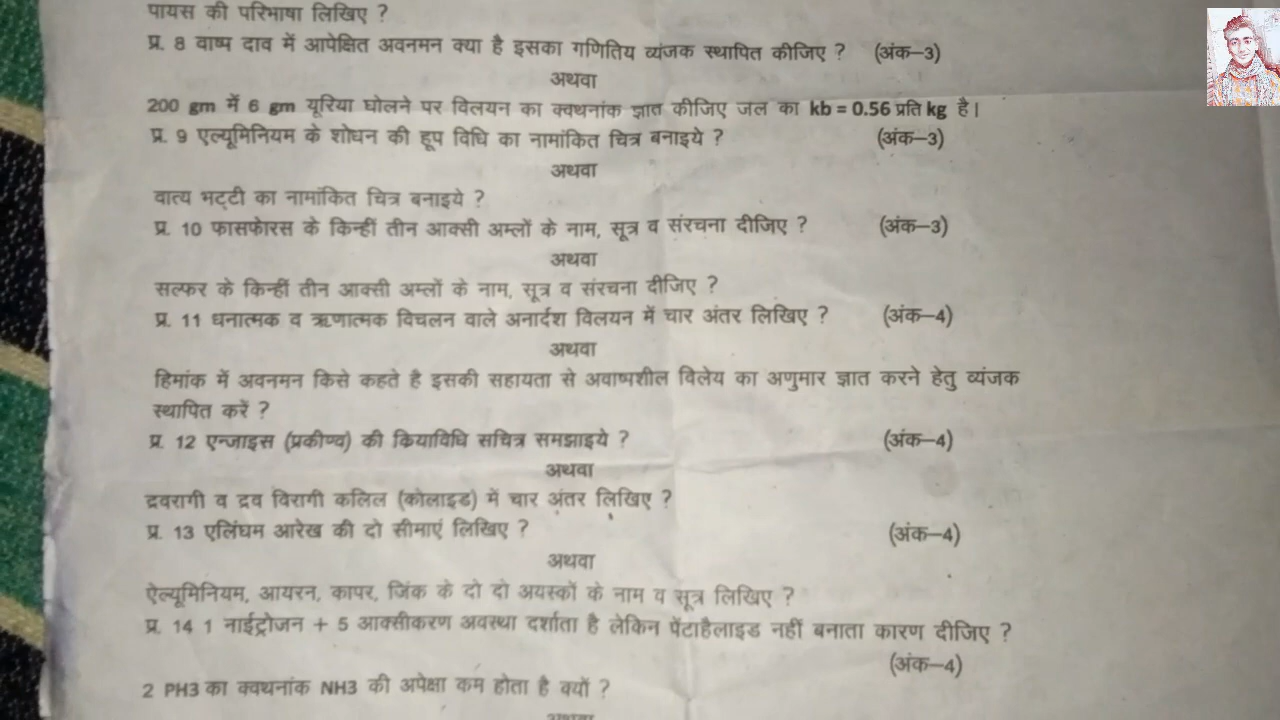 पायस की परिभाषा लिखिए ?
प्र. 8 वाष्प दाव में आपेक्षित अवनमन क्या है इसका गणितिय व्यंजक स्थापित कीजिए ? (अंक–3)
अथवा
200 gm में 6 gm यूरिया घोलने पर विलयन का क्वथनांक ज्ञात कीजिए जल का kb = 0.56 प्रति kg है।
प्र. 9 एल्यूमिनियम के शोधन की हूप विधि का नामांकित चित्र बनाइये ? (अंक–3)
अथवा
वात्य भट्टी का नामांकित चित्र बनाइये ?
प्र. 10 फासफोरस के किन्हीं तीन आक्सी अम्लों के नाम, सूत्र व संरचना दीजिए ? (अंक–3)
अथवा
सल्फर के किन्हीं तीन आक्सी अम्लों के नाम, सूत्र व संरचना दीजिए ?
प्र. 11 धनात्मक व ऋणात्मक विचलन वाले अनार्दश विलयन में चार अंतर लिखिए ? (अंक–4)
अथवा
हिमांक में अवनमन किसे कहते है इसकी सहायता से अवाष्पशील विलेय का अणुमार ज्ञात करने हेतु व्यंजक
स्थापित करें ?
प्र. 12 एन्जाइस (प्रकीण्व) की कियाविधि सचित्र समझाइये ? (अंक–4)
अथवा
द्रवरागी व द्रव विरागी कलिल (कोलाइड) में चार अंतर लिखिए ?
प्र. 13 एलिंघम आरेख की दो सीमाएं लिखिए ? (अंक–4)
अथवा
ऐल्यूमिनियम, आयरन, कापर, जिंक के दो दो अयस्कों के नाम व सूत्र लिखिए ?
प्र. 14 1 नाईट्रोजन + 5 आक्सीकरण अवस्था दर्शाता है लेकिन पेंटाहैलाइड नहीं बनाता कारण दीजिए ?
(अंक–4)
2 PH3 का क्वथनांक NH3 की अपेक्षा कम होता है क्यों ?
अथवा